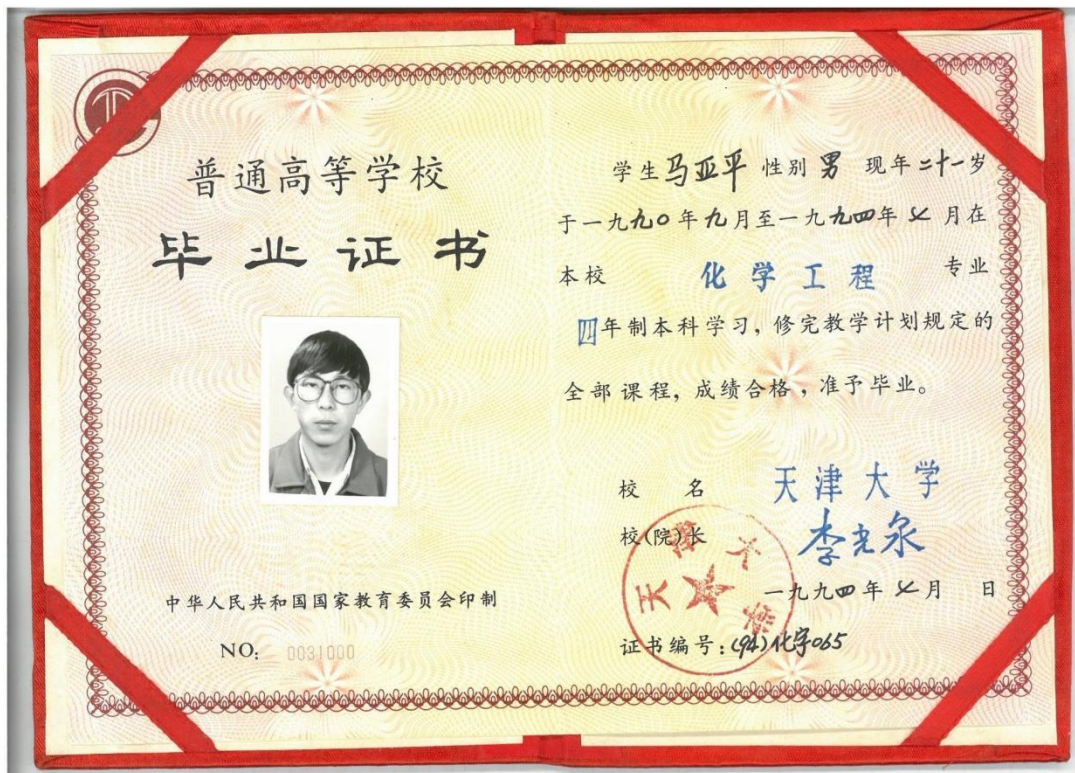 普通高等学校
毕业证书
中华人民共和国国家教育委员会印制
NO: 0031000
学生马亚平 性别 男 现年二十一岁
于一九九〇年九月至一九九四年七月在
本校 化学工程 专业
四年制本科学习，修完教学计划规定的
全部课程，成绩合格，准予毕业。
校 名 天津大学
校(院)长 李光泉
天津大学
一九九四年七月 日
证书编号：(94)化字065